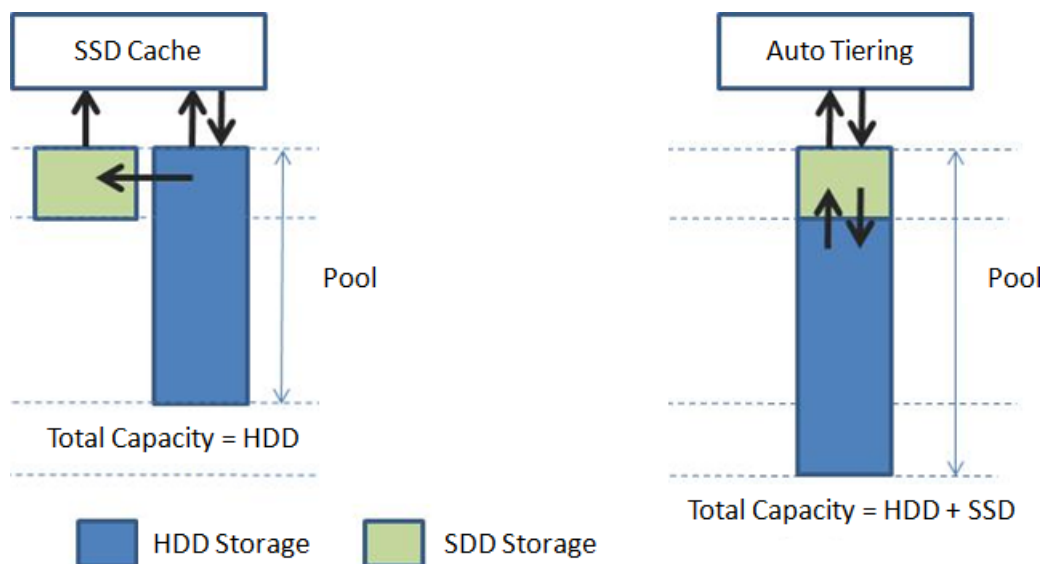 SSD Cache
Auto Tiering
Pool
Pool
Total Capacity = HDD
Total Capacity = HDD + SSD
HDD Storage
SDD Storage